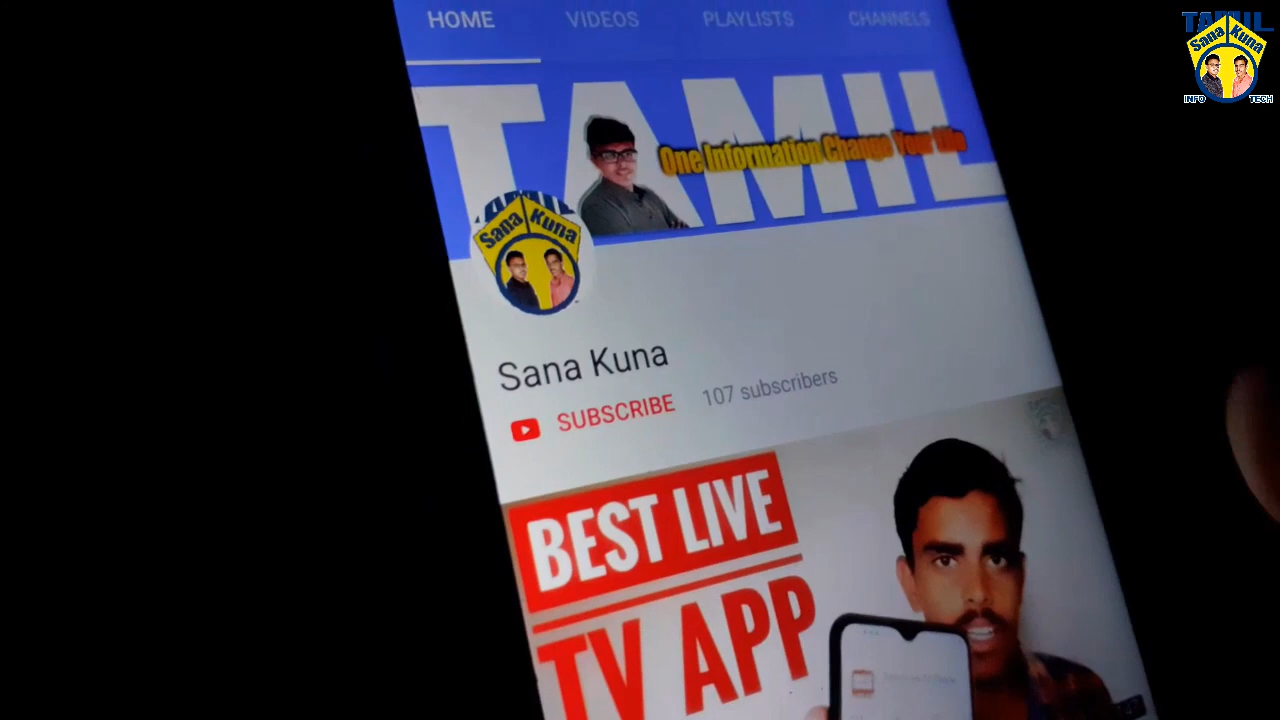 HOME VIDEOS PLAYLISTS CHANNELS
TAMIL
One Information Change Your Life
Sana Kuna
Sana Kuna
SUBSCRIBE 107 subscribers
BEST LIVE
TV APP
TAMIL
Sana Kuna
INFO TECH